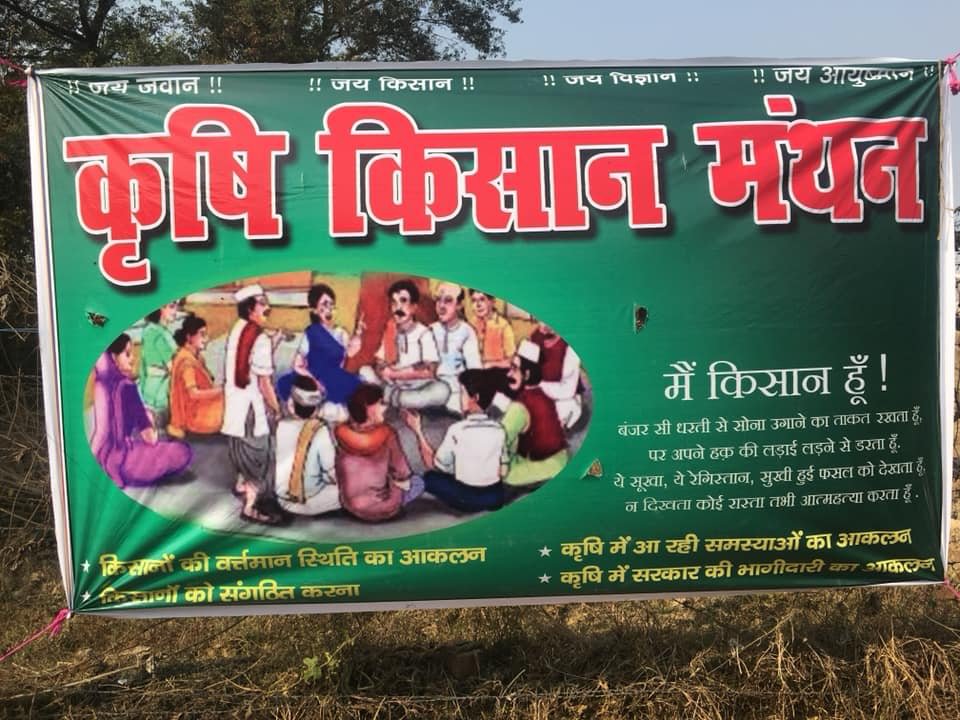 !! जय जवान !! !! जय किसान !! !! जय विज्ञान !! !! जय आयुष्मान !!
कृषि किसान मंथन
मैं किसान हूँ !
बंजर सी धरती से सोना उगाने का ताकत रखता हूँ,
पर अपने हक़ की लड़ाई लड़ने से डरता हूँ.
ये सूखा, ये रेगिस्तान, सुखी हुई फसल को देखता हूँ,
न दिखता कोई रास्ता तभी आत्महत्या करता हूँ .
★ किसानों की वर्त्तमान स्थिति का आकलन
★ किसाणों को संगठित करना
★ कृषि में आ रही समस्याओं का आकलन
★ कृषि में सरकार की भागीदारी का आकलन